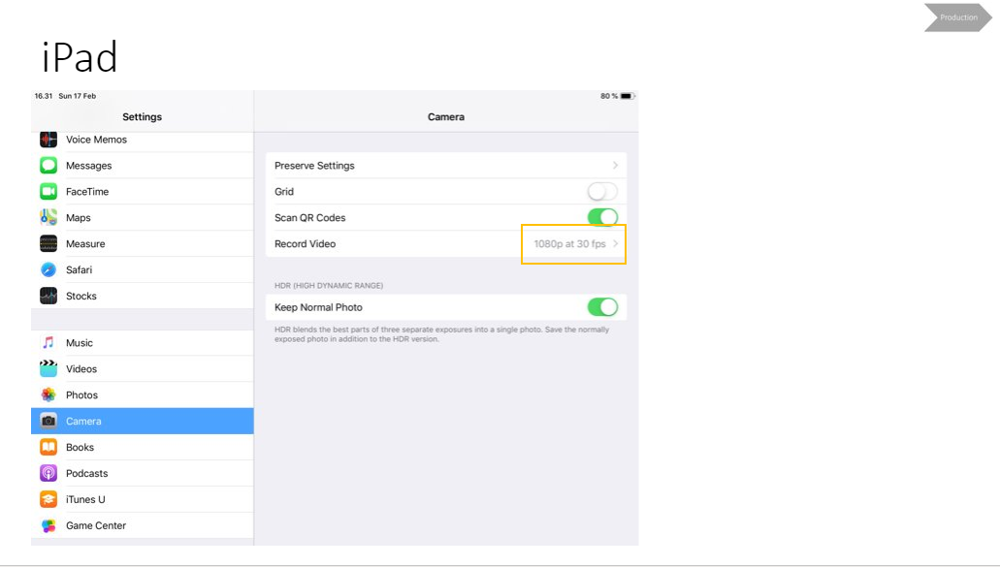 Production
iPad
16.31 Sun 17 Feb
80 %
Settings
Camera
Voice Memos
Messages
FaceTime
Maps
Measure
Safari
Stocks
Music
Videos
Photos
Camera
Books
Podcasts
iTunes U
Game Center
Preserve Settings
Grid
Scan QR Codes
Record Video 1080p at 30 fps
HDR (HIGH DYNAMIC RANGE)
Keep Normal Photo
HDR blends the best parts of three separate exposures into a single photo. Save the normally
exposed photo in addition to the HDR version.